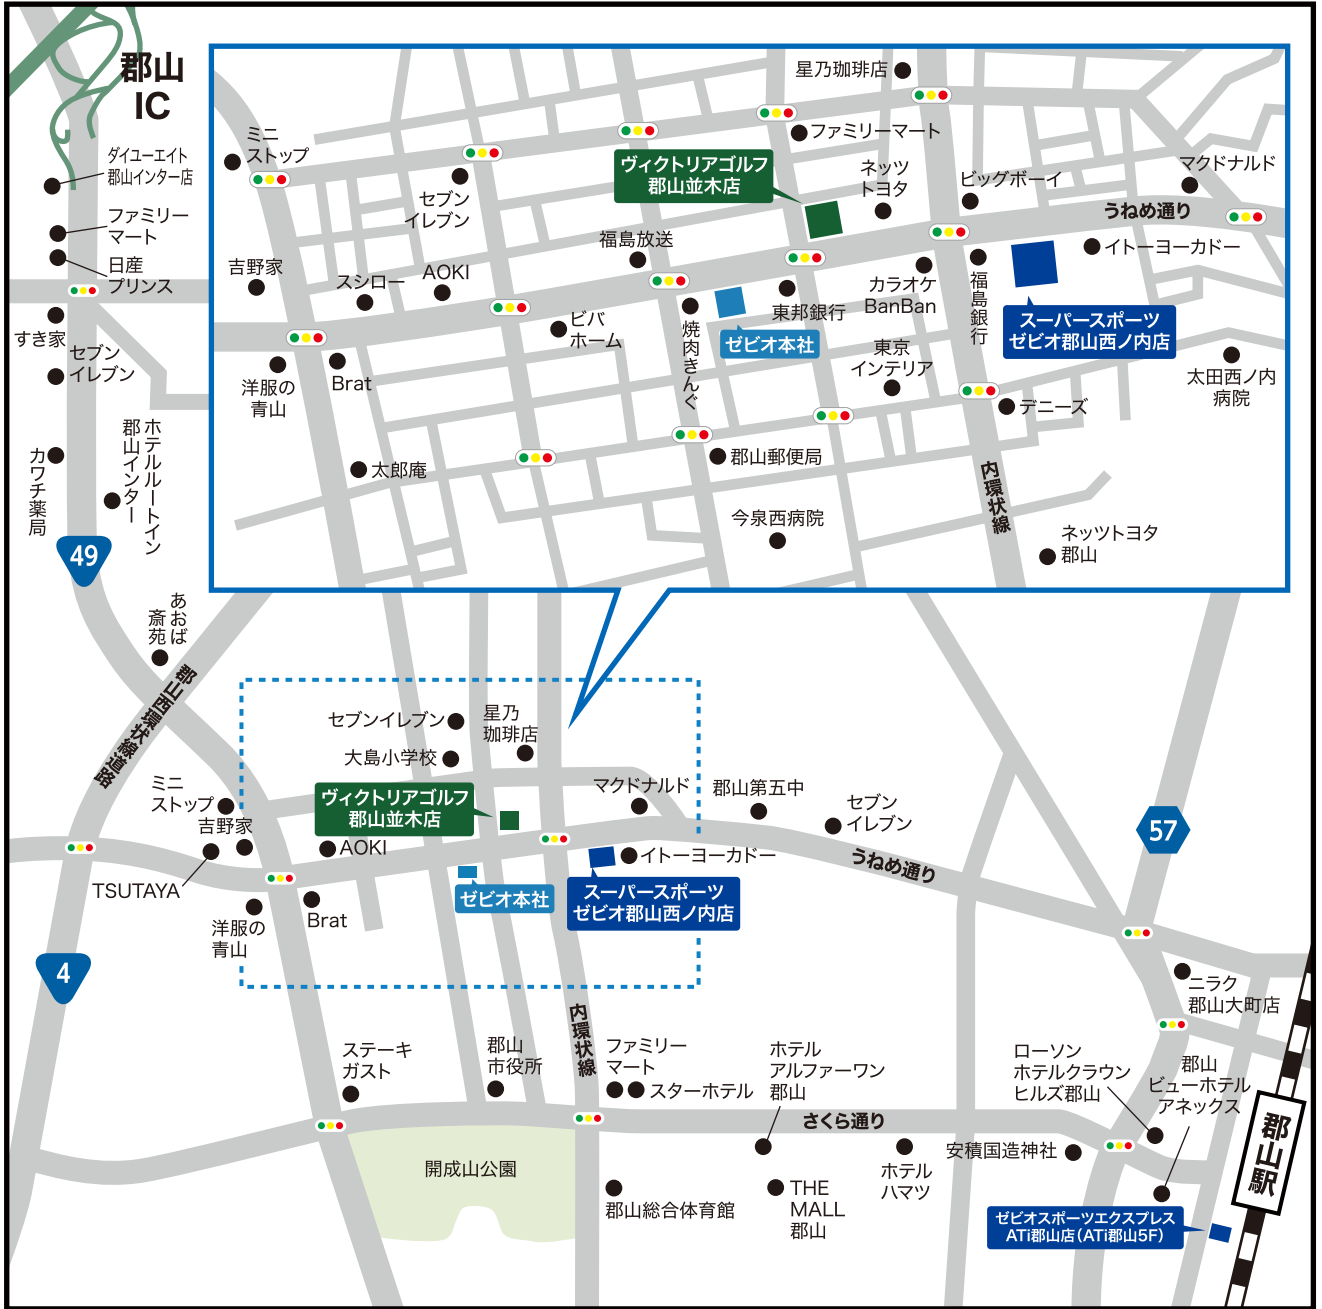 郡山
IC
ダイユーエイト
郡山インター店
ファミリー
マート
日産
プリンス
すき家
セブン
イレブン
カワチ薬局
ホテルルートイン
郡山インター
49
あおば
斎苑
郡山西環状線道路
ミニ
ストップ
吉野家
スシロー
AOKI
セブン
イレブン
福島放送
ヴィクトリアゴルフ
郡山並木店
星乃珈琲店
ファミリーマート
ネッツ
トヨタ
ビッグボーイ
マクドナルド
うねめ通り
イトーヨーカドー
福島銀行
カラオケ
BanBan
東邦銀行
ゼビオ本社
スーパースポーツ
ゼビオ郡山西ノ内店
洋服の
青山
Brat
ビバ
ホーム
焼肉きんぐ
東京
インテリア
デニーズ
太田西ノ内
病院
太郎庵
郡山郵便局
今泉西病院
内環状線
ネッツトヨタ
郡山
セブンイレブン
大島小学校
星乃
珈琲店
ヴィクトリアゴルフ
郡山並木店
マクドナルド
郡山第五中
セブン
イレブン
うねめ通り
57
ミニ
ストップ
吉野家
TSUTAYA
AOKI
イトーヨーカドー
ゼビオ本社
スーパースポーツ
ゼビオ郡山西ノ内店
洋服の
青山
Brat
4
内環状線
ニラク
郡山大町店
ステーキ
ガスト
郡山
市役所
ファミリー
マート
スターホテル
ホテル
アルファーワン
郡山
ローソン
ホテルクラウン
ヒルズ郡山
郡山
ビューホテル
アネックス
さくら通り
開成山公園
郡山総合体育館
THE
MALL
郡山
ホテル
ハマツ
安積国造神社
郡山駅
ゼビオスポーツエクスプレス
ATi郡山店(ATi郡山5F)